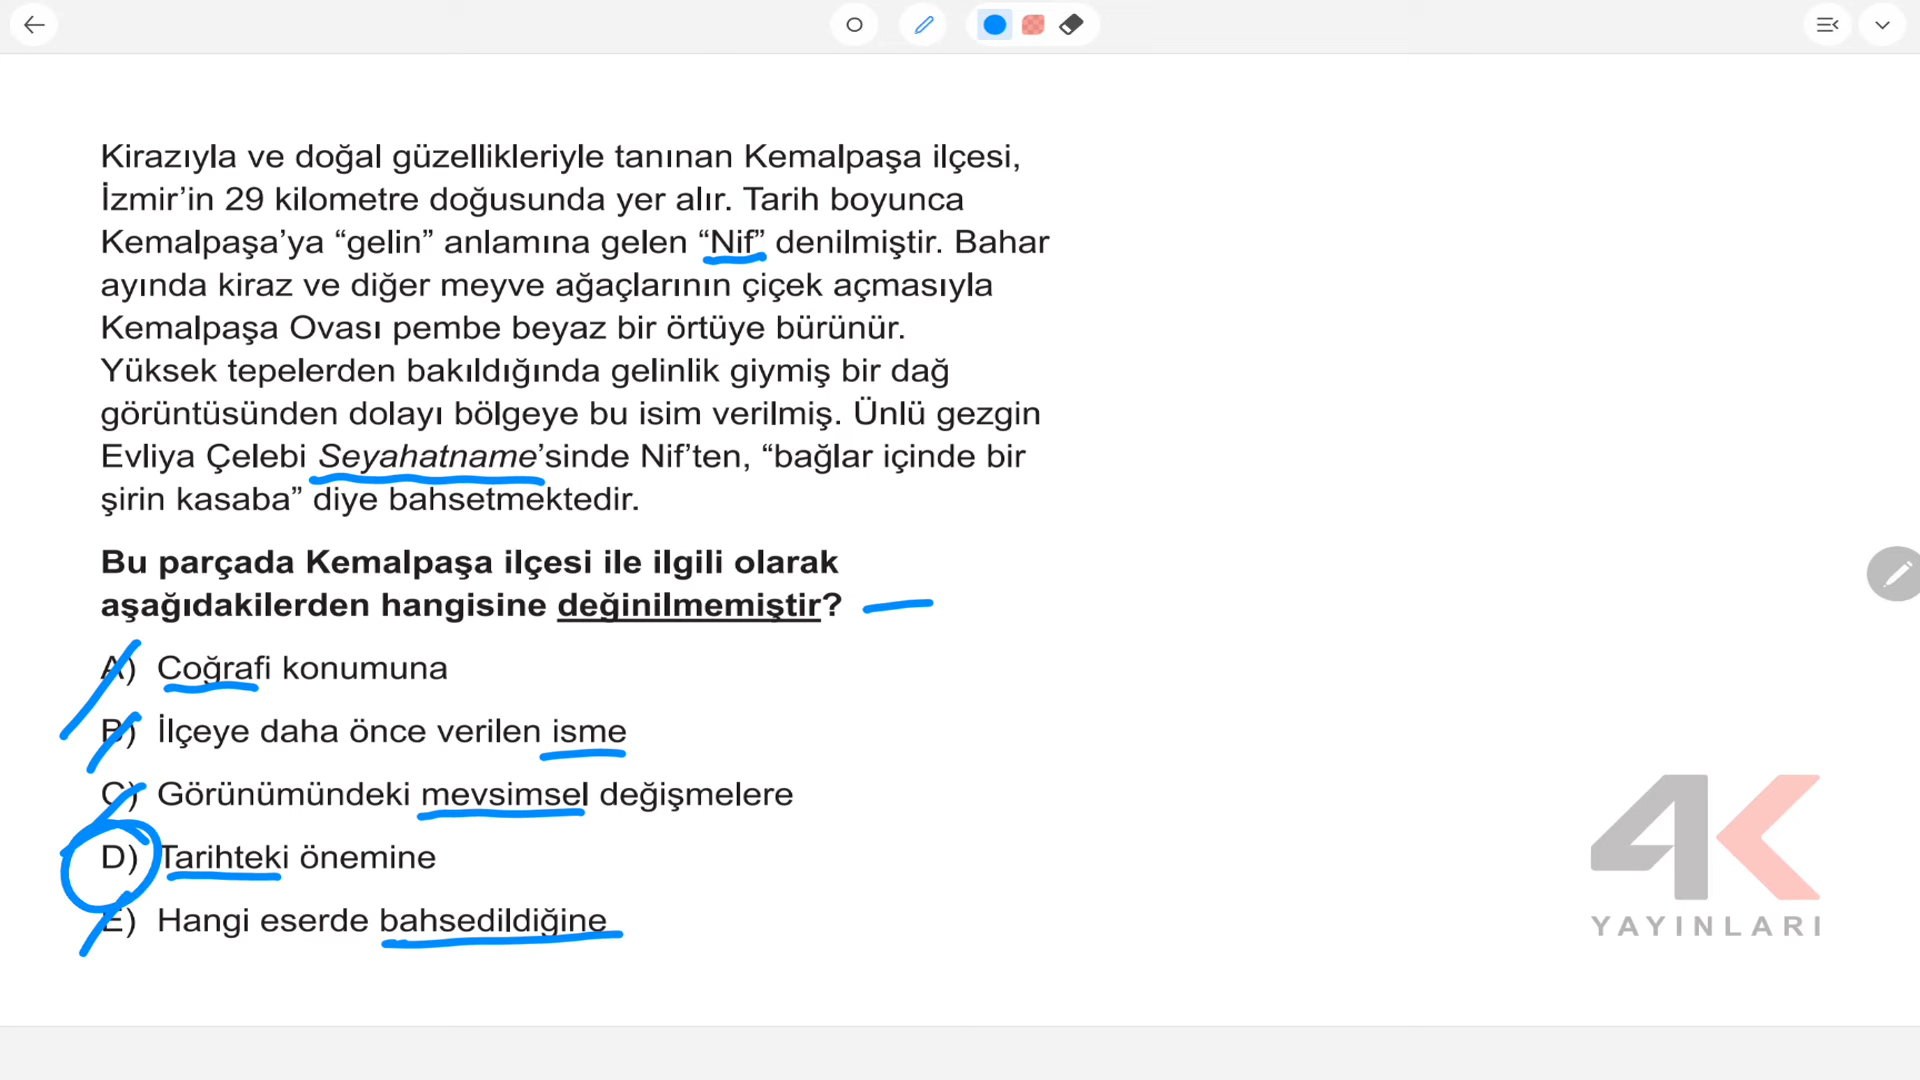 Kirazıyla ve doğal güzellikleriyle tanınan Kemalpaşa ilçesi,
İzmir’in 29 kilometre doğusunda yer alır. Tarih boyunca
Kemalpaşa’ya “gelin” anlamına gelen “Nif” denilmiştir. Bahar
ayında kiraz ve diğer meyve ağaçlarının çiçek açmasıyla
Kemalpaşa Ovası pembe beyaz bir örtüye bürünür.
Yüksek tepelerden bakıldığında gelinlik giymiş bir dağ
görüntüsünden dolayı bölgeye bu isim verilmiş. Ünlü gezgin
Evliya Çelebi Seyahatname’sinde Nif’ten, “bağlar içinde bir
şirin kasaba” diye bahsetmektedir.
Bu parçada Kemalpaşa ilçesi ile ilgili olarak
aşağıdakilerden hangisine değinilmemiştir?
A) Coğrafi konumuna
B) İlçeye daha önce verilen isme
C) Görünümündeki mevsimsel değişmelere
D) Tarihteki önemine
E) Hangi eserde bahsedildiğine
4K
YAYINLARI